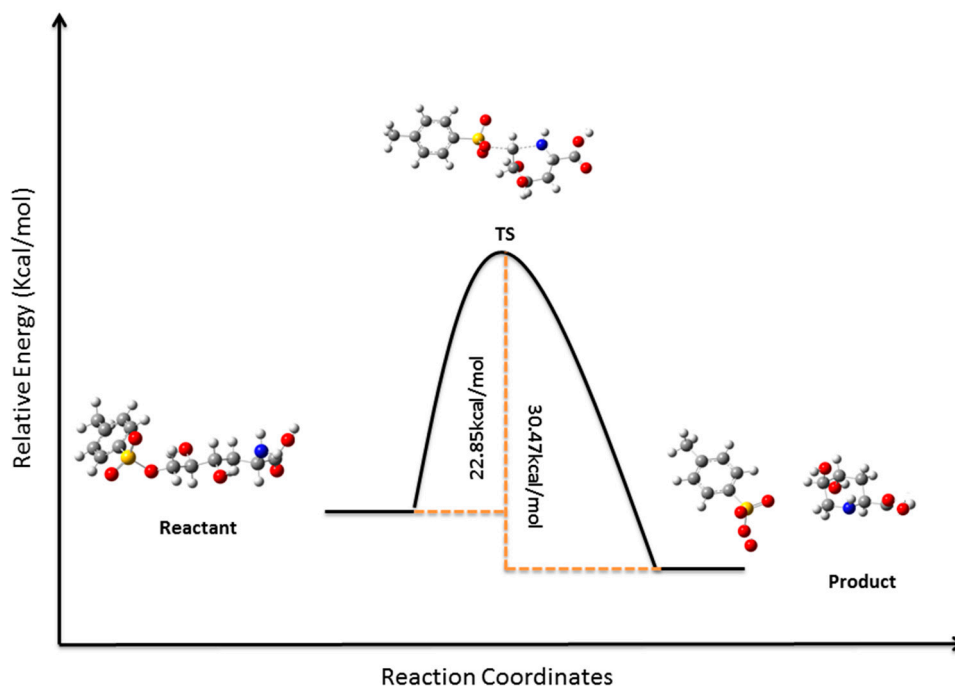 TS
22.85kcal/mol
30.47kcal/mol
Reactant
Product
Relative Energy (Kcal/mol)
Reaction Coordinates